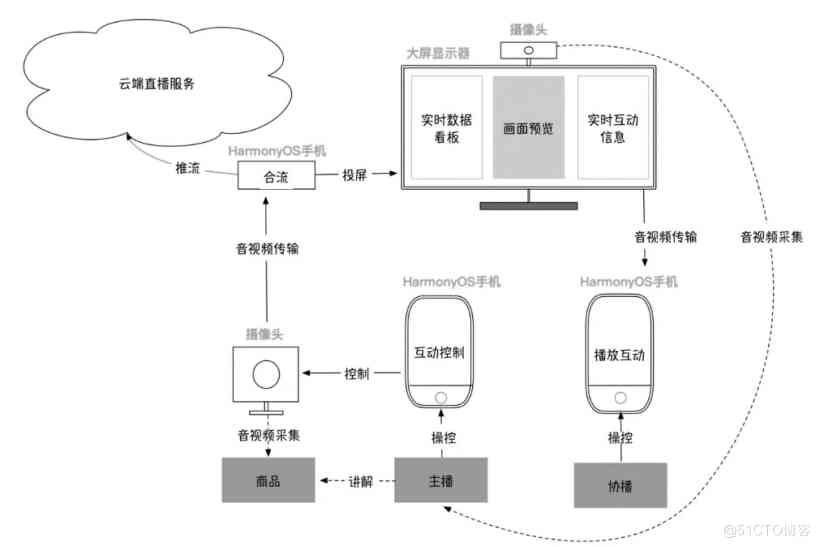 摄像头
大屏显示器
云端直播服务
实时数据
看板
画面预览
实时互动
信息
HarmonyOS手机
推流
合流
投屏
音视频传输
音视频传输
音视频采集
HarmonyOS手机
HarmonyOS手机
摄像头
互动控制
播放互动
控制
音视频采集
操控
操控
商品
讲解
主播
协播
@51CTO博客